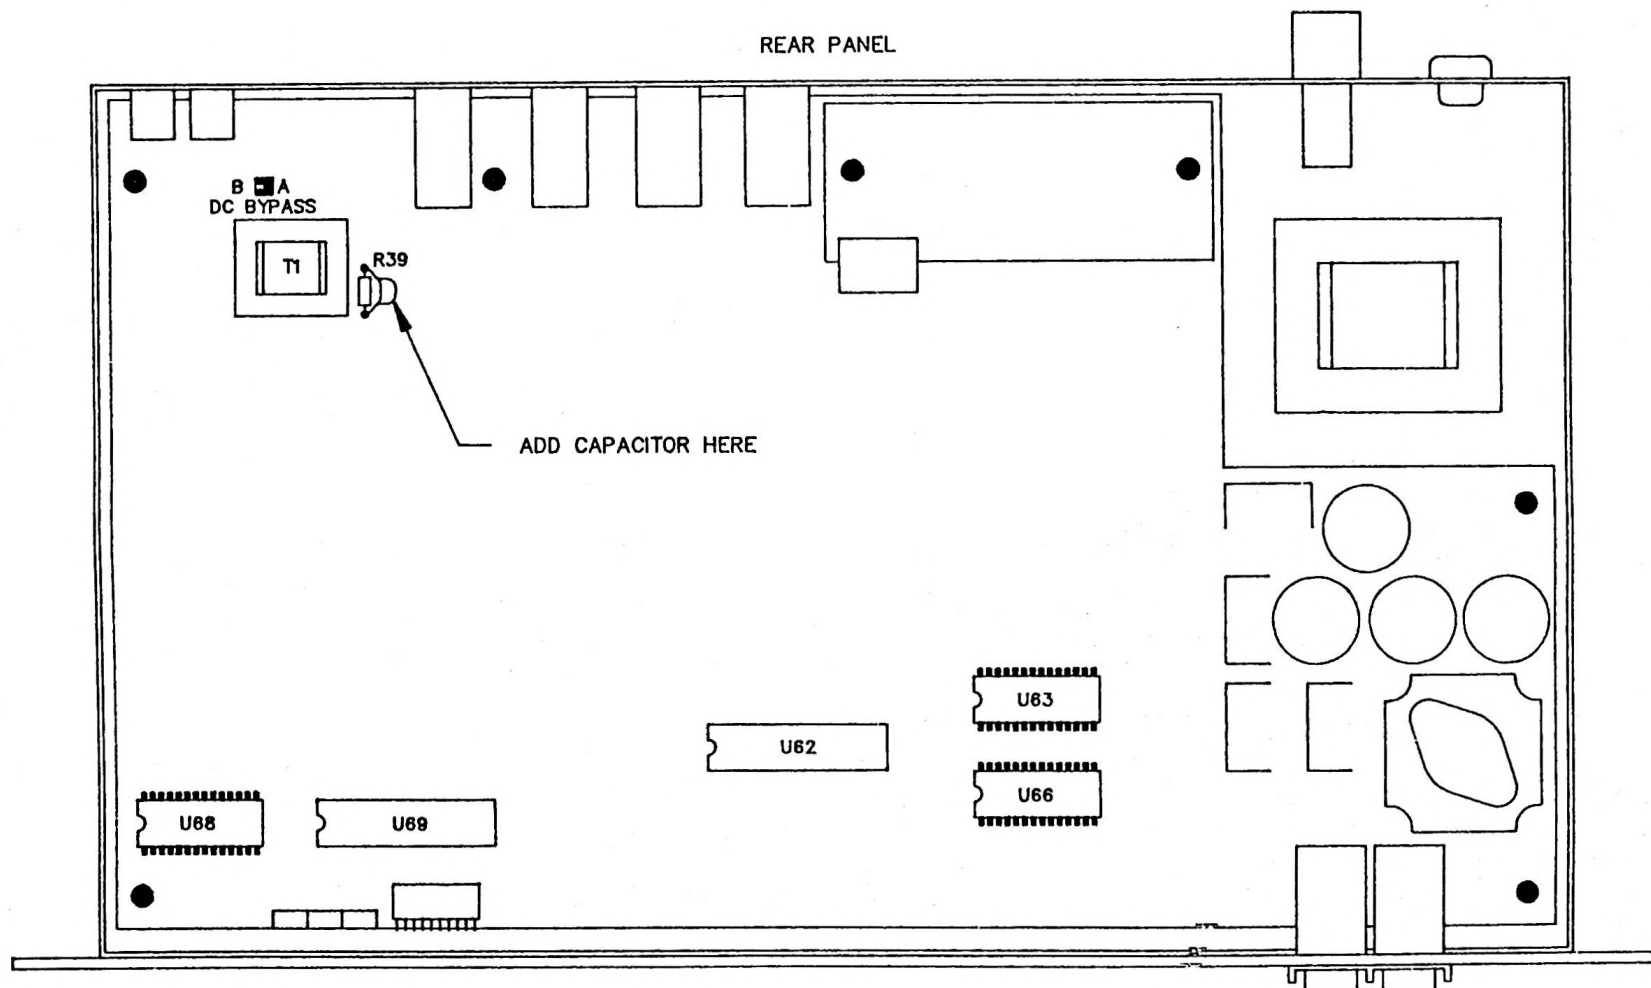 REAR PANEL
B A
DC BYPASS
T1
R39
ADD CAPACITOR HERE
U63
U62
U66
U68
U69